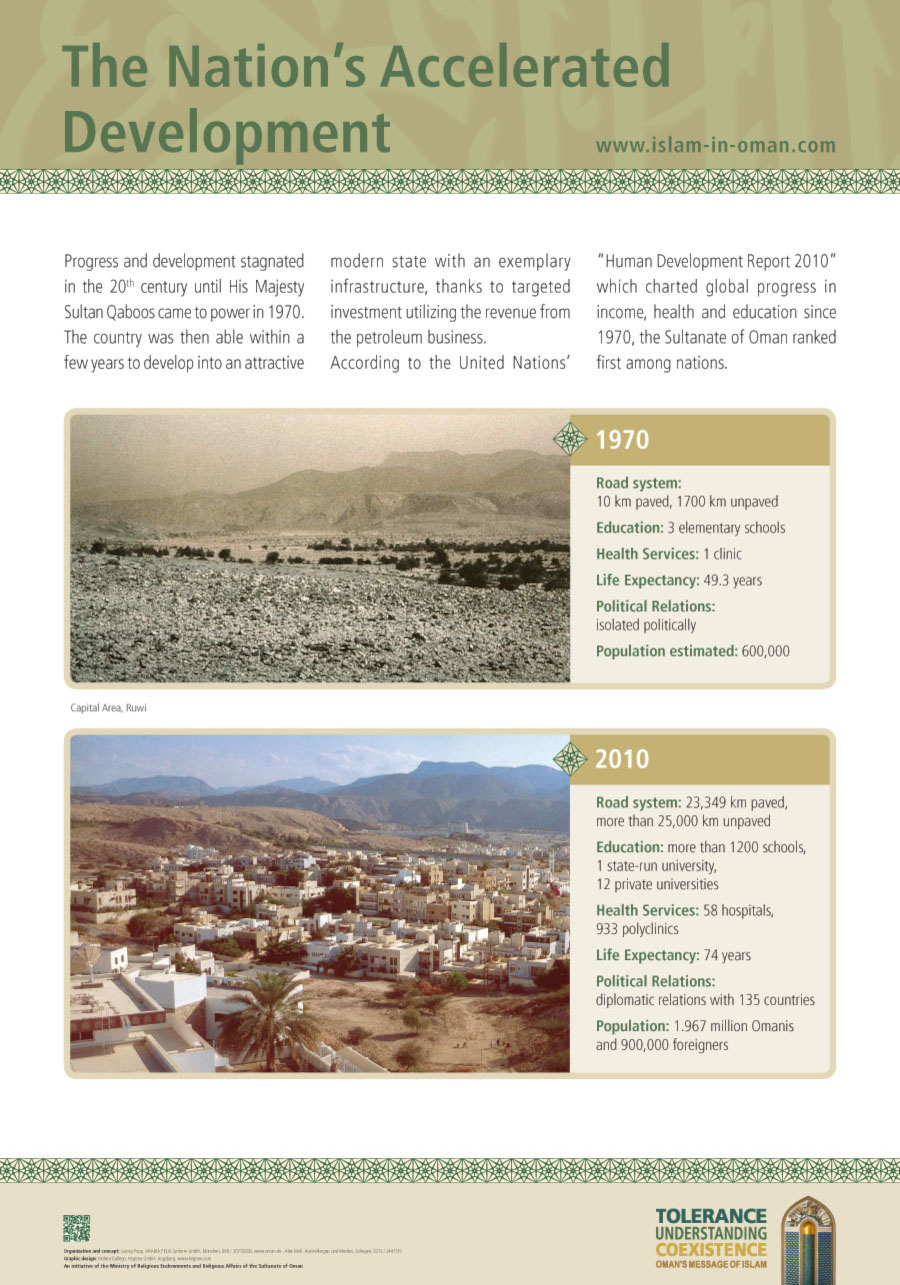 The Nation’s Accelerated
Development
www.islam-in-oman.com
Progress and development stagnated
in the 20th century until His Majesty
Sultan Qaboos came to power in 1970.
The country was then able within a
few years to develop into an attractive
modern state with an exemplary
infrastructure, thanks to targeted
investment utilizing the revenue from
the petroleum business.
According to the United Nations’
“Human Development Report 2010”
which charted global progress in
income, health and education since
1970, the Sultanate of Oman ranked
first among nations.
1970
Road system:
10 km paved, 1700 km unpaved
Education: 3 elementary schools
Health Services: 1 clinic
Life Expectancy: 49.3 years
Political Relations:
isolated politically
Population estimated: 600,000
Capital Area, Ruwi
2010
Road system: 23,349 km paved,
more than 25,000 km unpaved
Education: more than 1200 schools,
1 state-run university,
12 private universities
Health Services: 58 hospitals,
933 polyclinics
Life Expectancy: 74 years
Political Relations:
diplomatic relations with 135 countries
Population: 1.967 million Omanis
and 900,000 foreigners
Organization and concept: Georg Popp,
Graphic design:
An initiative of the Ministry of Religious Endowments and Religious Affairs of the Sultanate of Oman
TOLERANCE
UNDERSTANDING
COEXISTENCE
OMAN'S MESSAGE OF ISLAM